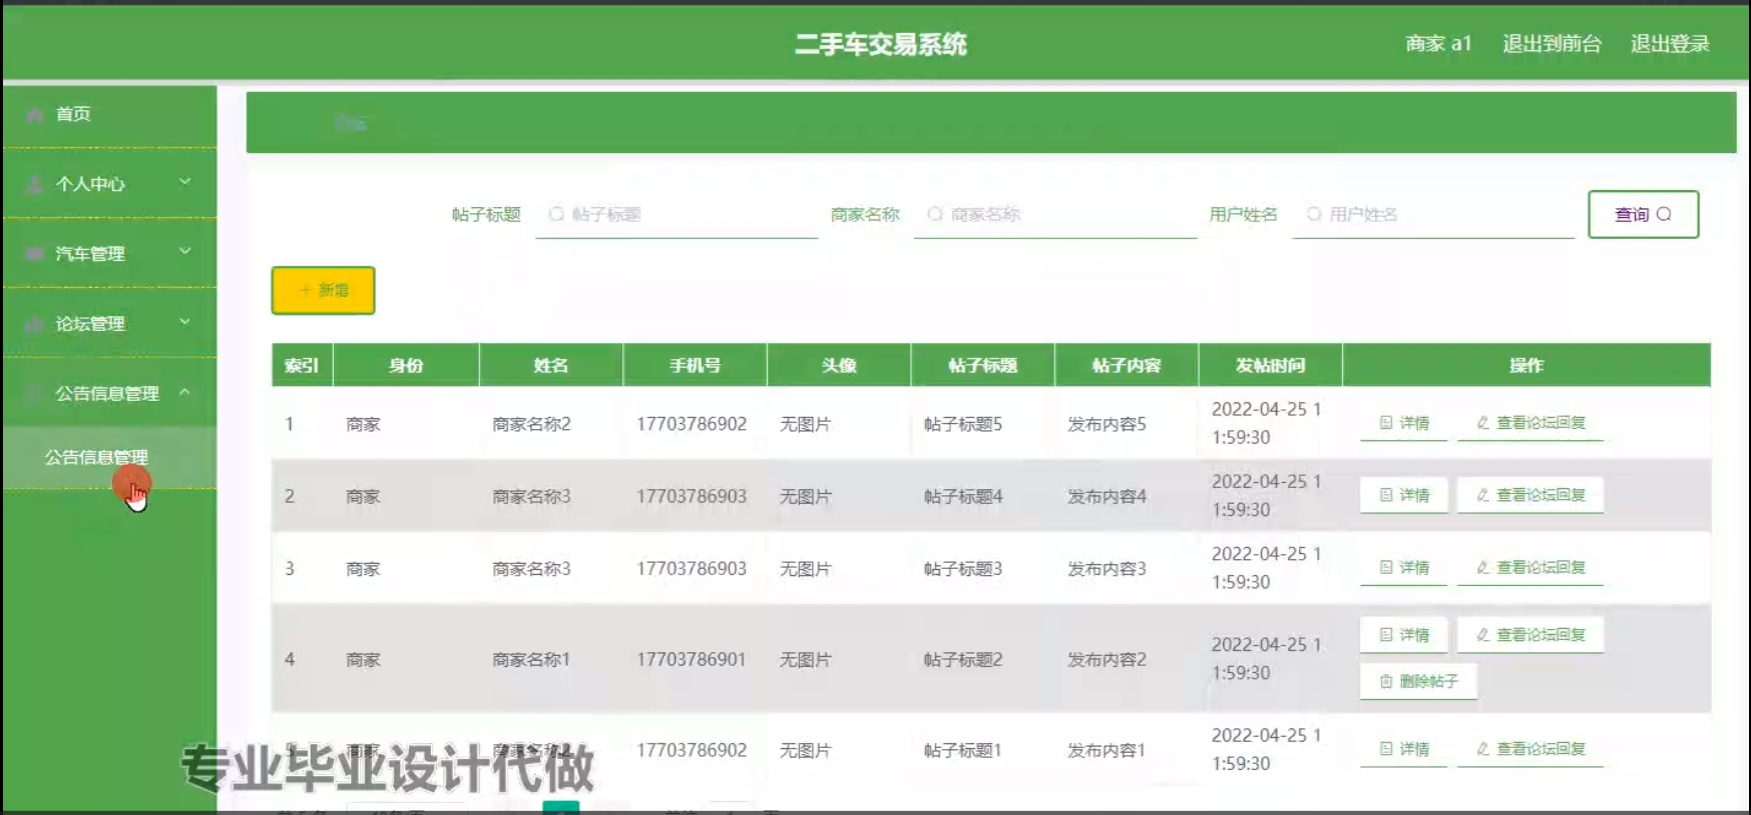 二手车交易系统
商家 a1 退出到前台 退出登录
首页
个人中心
汽车管理
论坛管理
公告信息管理
公告信息管理
帖子标题 帖子标题 商家名称 商家名称 用户姓名 用户姓名 查询
+ 新增
索引 身份 姓名 手机号 头像 帖子标题 帖子内容 发帖时间 操作
1 商家 商家名称2 17703786902 无图片 帖子标题5 发布内容5 2022-04-25 1
1:59:30
详情 查看论坛回复
2 商家 商家名称3 17703786903 无图片 帖子标题4 发布内容4 2022-04-25 1
1:59:30
详情 查看论坛回复
3 商家 商家名称3 17703786903 无图片 帖子标题3 发布内容3 2022-04-25 1
1:59:30
详情 查看论坛回复
4 商家 商家名称1 17703786901 无图片 帖子标题2 发布内容2 2022-04-25 1
1:59:30
详情 查看论坛回复
删除帖子
5 商家 商家名称2 17703786902 无图片 帖子标题1 发布内容1 2022-04-25 1
1:59:30
详情 查看论坛回复
专业毕业设计代做